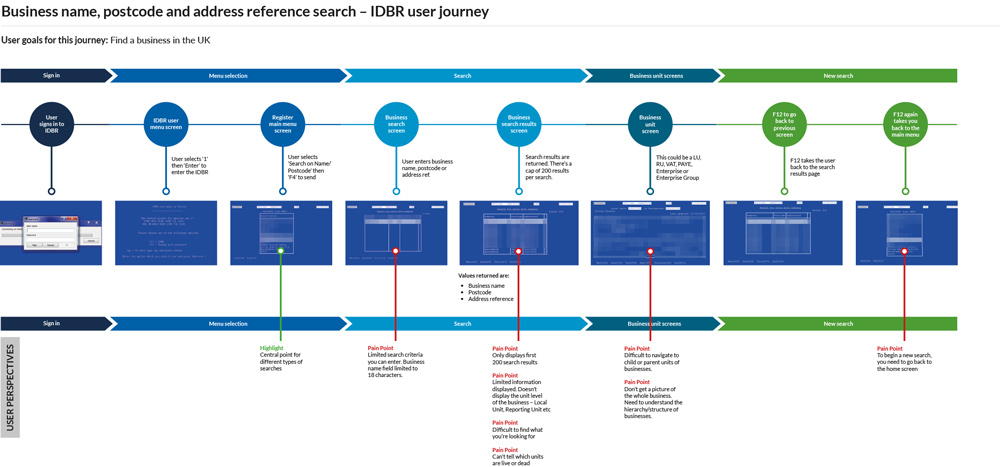 Business name, postcode and address reference search – IDBR user journey
User goals for this journey: Find a business in the UK
Sign in
Menu selection
Search
Business unit screens
New search
User
signs in to
IDBR
IDBR user
menu screen
Register
main menu
screen
Business
search
screen
Business
search results
screen
Business
unit
screen
F12 to go
back to
previous
screen
F12 again
takes you
back to the
main menu
User selects '1'
then 'Enter' to
enter the IDBR
User selects
'Search on Name/
Postcode' then
'F4' to send
User enters business
name, postcode or
address ref.
Search results are
returned. There's a
cap of 200 results
per search.
This could be a LU,
RU, VAT, PAYE,
Enterprise or
Enterprise Group
F12 takes the user
back to the search
results page
Values returned are:
• Business name
• Postcode
• Address reference
Sign in
Menu selection
Search
Business unit screens
New search
USER PERSPECTIVES
Highlight
Central point for
different types of
searches
Pain Point
Limited search criteria
you can enter. Business
name field limited to
18 characters.
Pain Point
Only displays first
200 search results
Pain Point
Limited information
displayed. Doesn't
display the unit level
of the business – Local
Unit, Reporting Unit etc
Pain Point
Difficult to find what
you're looking for
Pain Point
Can't tell which units
are live or dead
Pain Point
Difficult to navigate to
child or parent units of
businesses.
Pain Point
Don't get a picture of
the whole business.
Need to understand the
hierarchy/structure of
businesses.
Pain Point
To begin a new search,
you need to go back to
the home screen